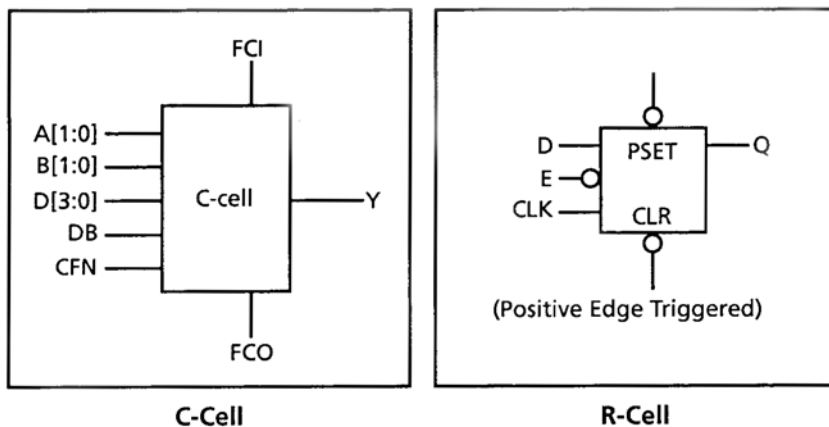 FCI
A[1:0]
B[1:0]
D[3:0]
DB
CFN
C-cell
Y
FCO
C-Cell
D
E
CLK
PSET
CLR
Q
(Positive Edge Triggered)
R-Cell